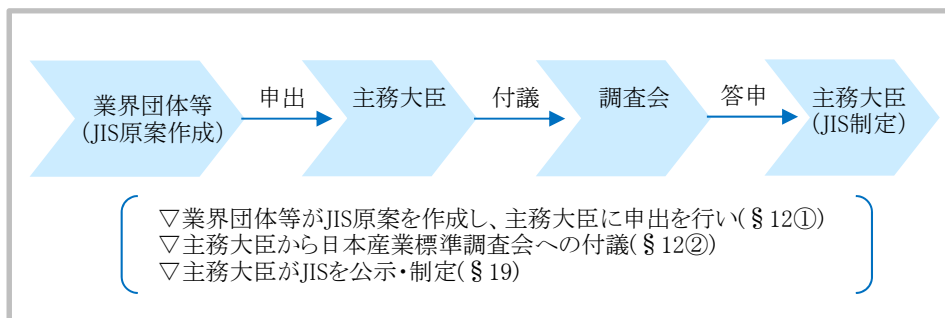 業界団体等
（JIS原案作成）
申出
主務大臣
付議
調査会
答申
主務大臣
（JIS制定）
▽業界団体等がJIS原案を作成し、主務大臣に申出を行い(§12①)
▽主務大臣から日本産業標準調査会への付議(§12②)
▽主務大臣がJISを公示・制定(§19)